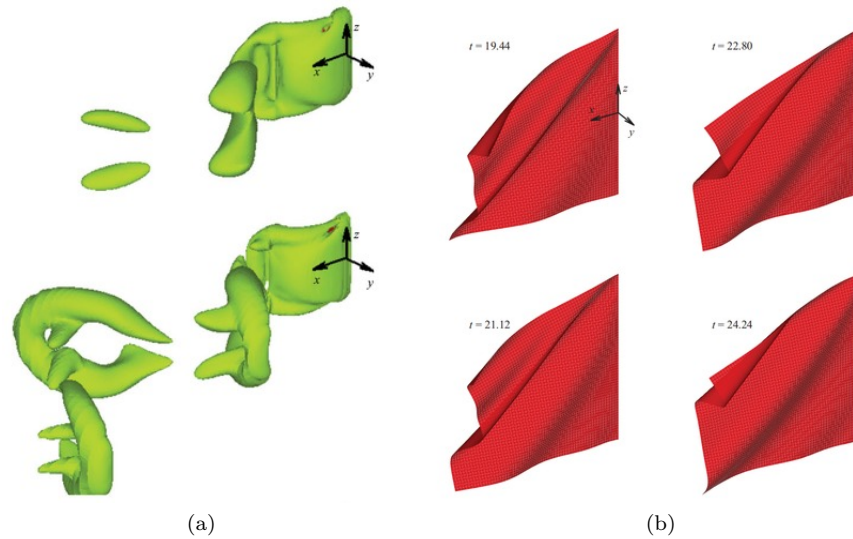 z
x
y
z
x
y
t = 19.44
t = 22.80
z
x
y
t = 21.12
t = 24.24
(a)
(b)